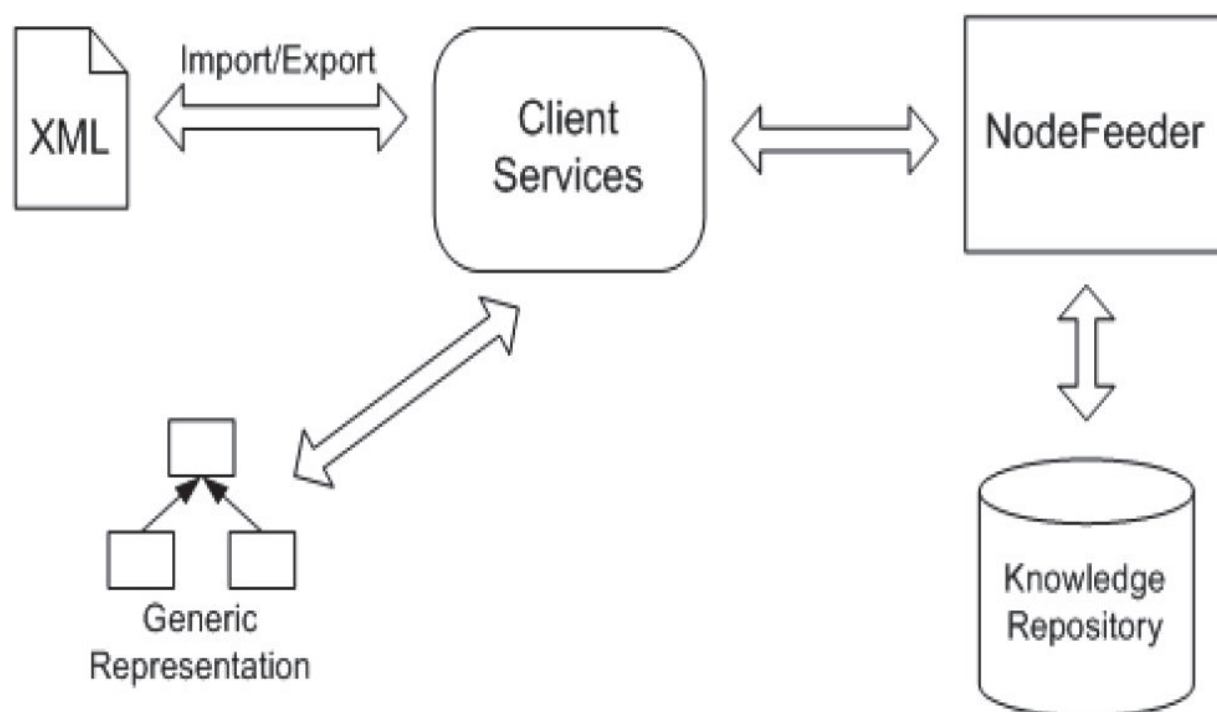 Import/Export
XML
Client
Services
NodeFeeder
Generic
Representation
Knowledge
Repository